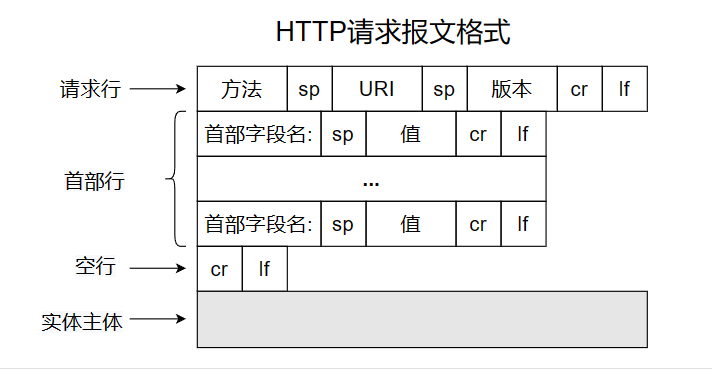 HTTP请求报文格式
请求行 方法 sp URI sp 版本 cr lf
首部字段名: sp 值 cr lf
首部行 ...
首部字段名: sp 值 cr lf
空行 cr lf
实体主体